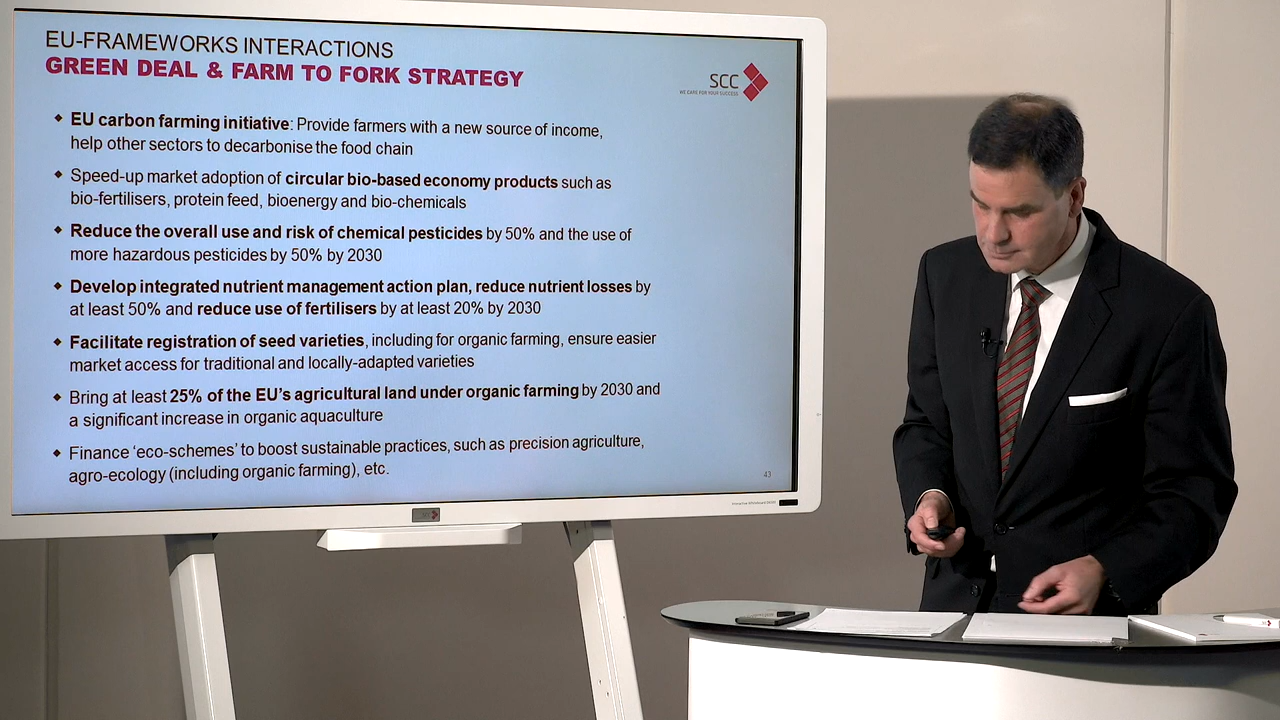 EU-FRAMEWORKS INTERACTIONS
GREEN DEAL & FARM TO FORK STRATEGY
SCC
WE CARE FOR YOUR SUCCESS
EU carbon farming initiative: Provide farmers with a new source of income,
help other sectors to decarbonise the food chain
Speed-up market adoption of circular bio-based economy products such as
bio-fertilisers, protein feed, bioenergy and bio-chemicals
Reduce the overall use and risk of chemical pesticides by 50% and the use of
more hazardous pesticides by 50% by 2030
Develop integrated nutrient management action plan, reduce nutrient losses by
at least 50% and reduce use of fertilisers by at least 20% by 2030
Facilitate registration of seed varieties, including for organic farming, ensure easier
market access for traditional and locally-adapted varieties
Bring at least 25% of the EU's agricultural land under organic farming by 2030 and
a significant increase in organic aquaculture
Finance 'eco-schemes' to boost sustainable practices, such as precision agriculture,
agro-ecology (including organic farming), etc.
43